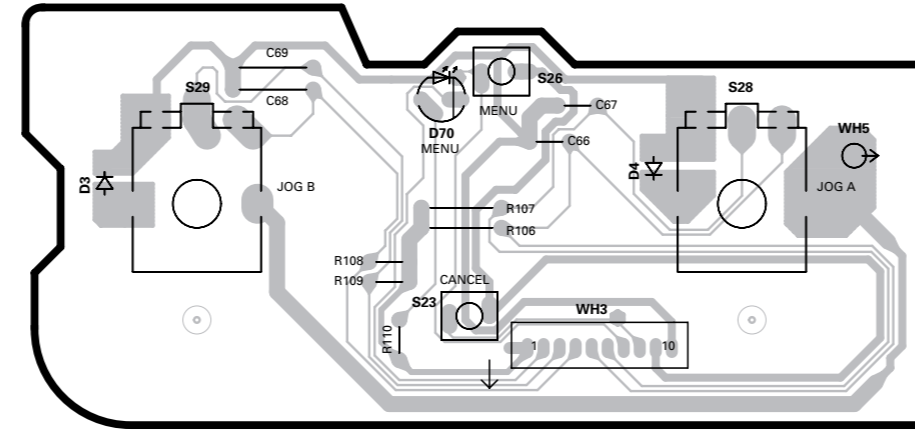 C69
S29
C68
S26
MENU
D70
MENU
C67
C66
S28
WH5
D3
D4
JOG B
JOG A
R107
R106
R108
R109
CANCEL
S23
WH3
R110
1
10